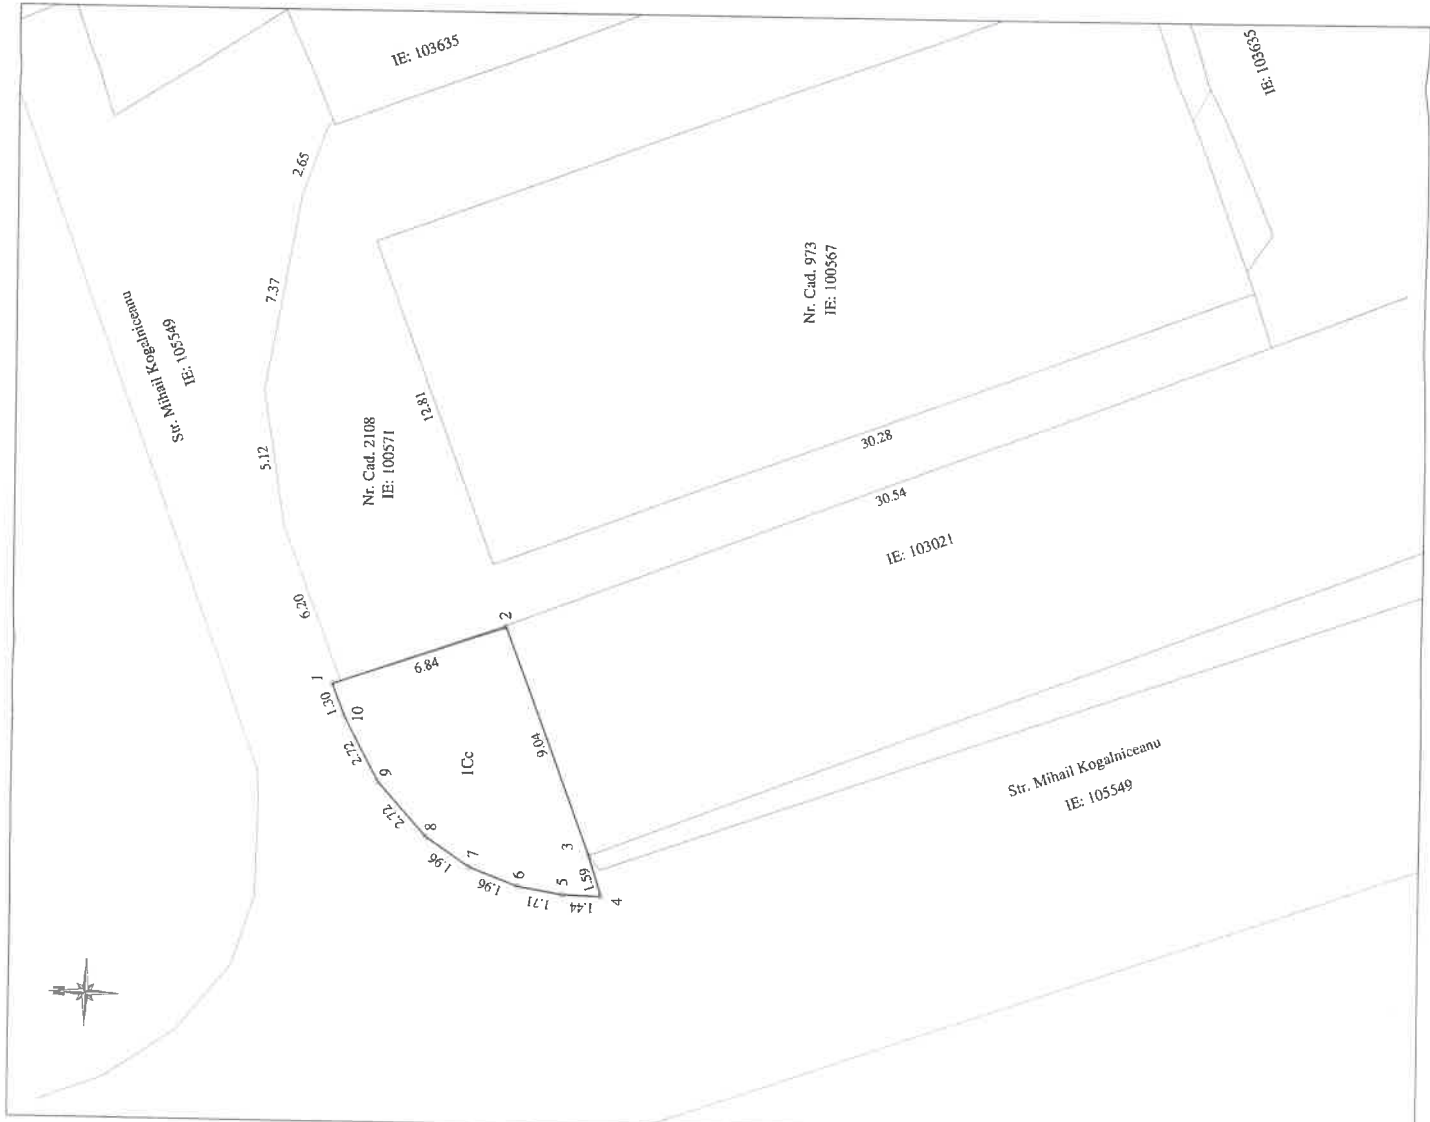 IE: 103635
IE: 103635
2.65
7.37
Str. Mihail Kogalniceanu
IE: 105549
Nr. Cad. 973
IE: 100567
12.81
5.12
Nr. Cad. 2108
IE: 100571
30.28
30.54
IE: 103021
6.20
2
1
6.84
1.30
10
2.72
9
9.04
1Cc
2.72
8
1.96
7
3
1.96
6
5
1.59
1.71
1.44
4
Str. Mihail Kogalniceanu
IE: 105549
N